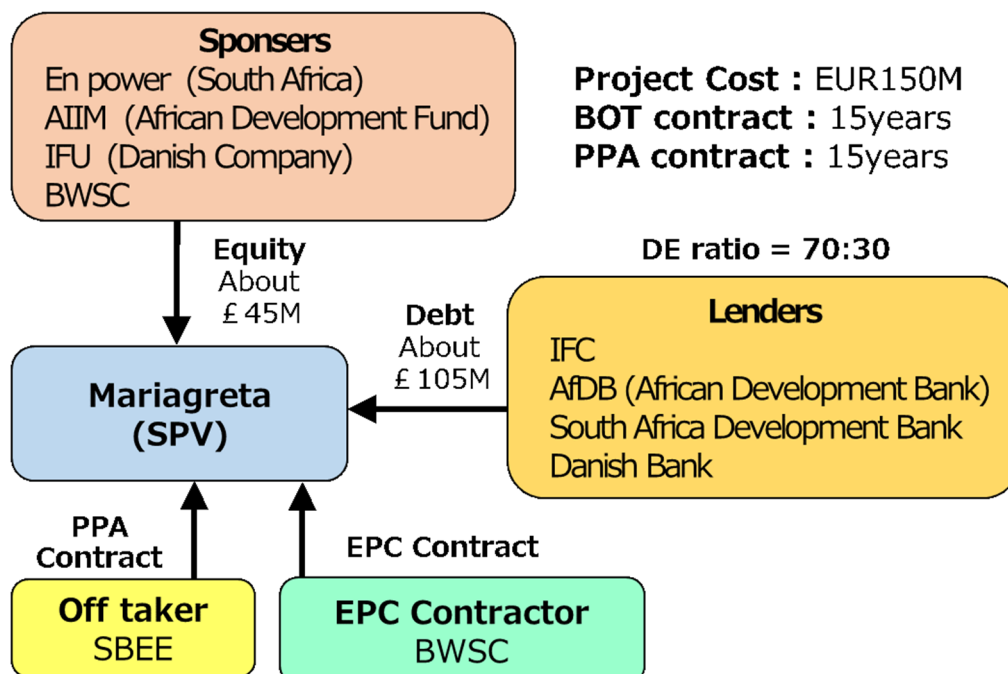 Sponsers
En power (South Africa)
AIIM (African Development Fund)
IFU (Danish Company)
BWSC
Project Cost : EUR150M
BOT contract : 15years
PPA contract : 15years
Equity
About
£45M
DE ratio = 70:30
Debt
About
£105M
Lenders
IFC
AfDB (African Development Bank)
South Africa Development Bank
Danish Bank
Mariagreta
(SPV)
PPA
Contract
EPC Contract
Off taker
SBEE
EPC Contractor
BWSC